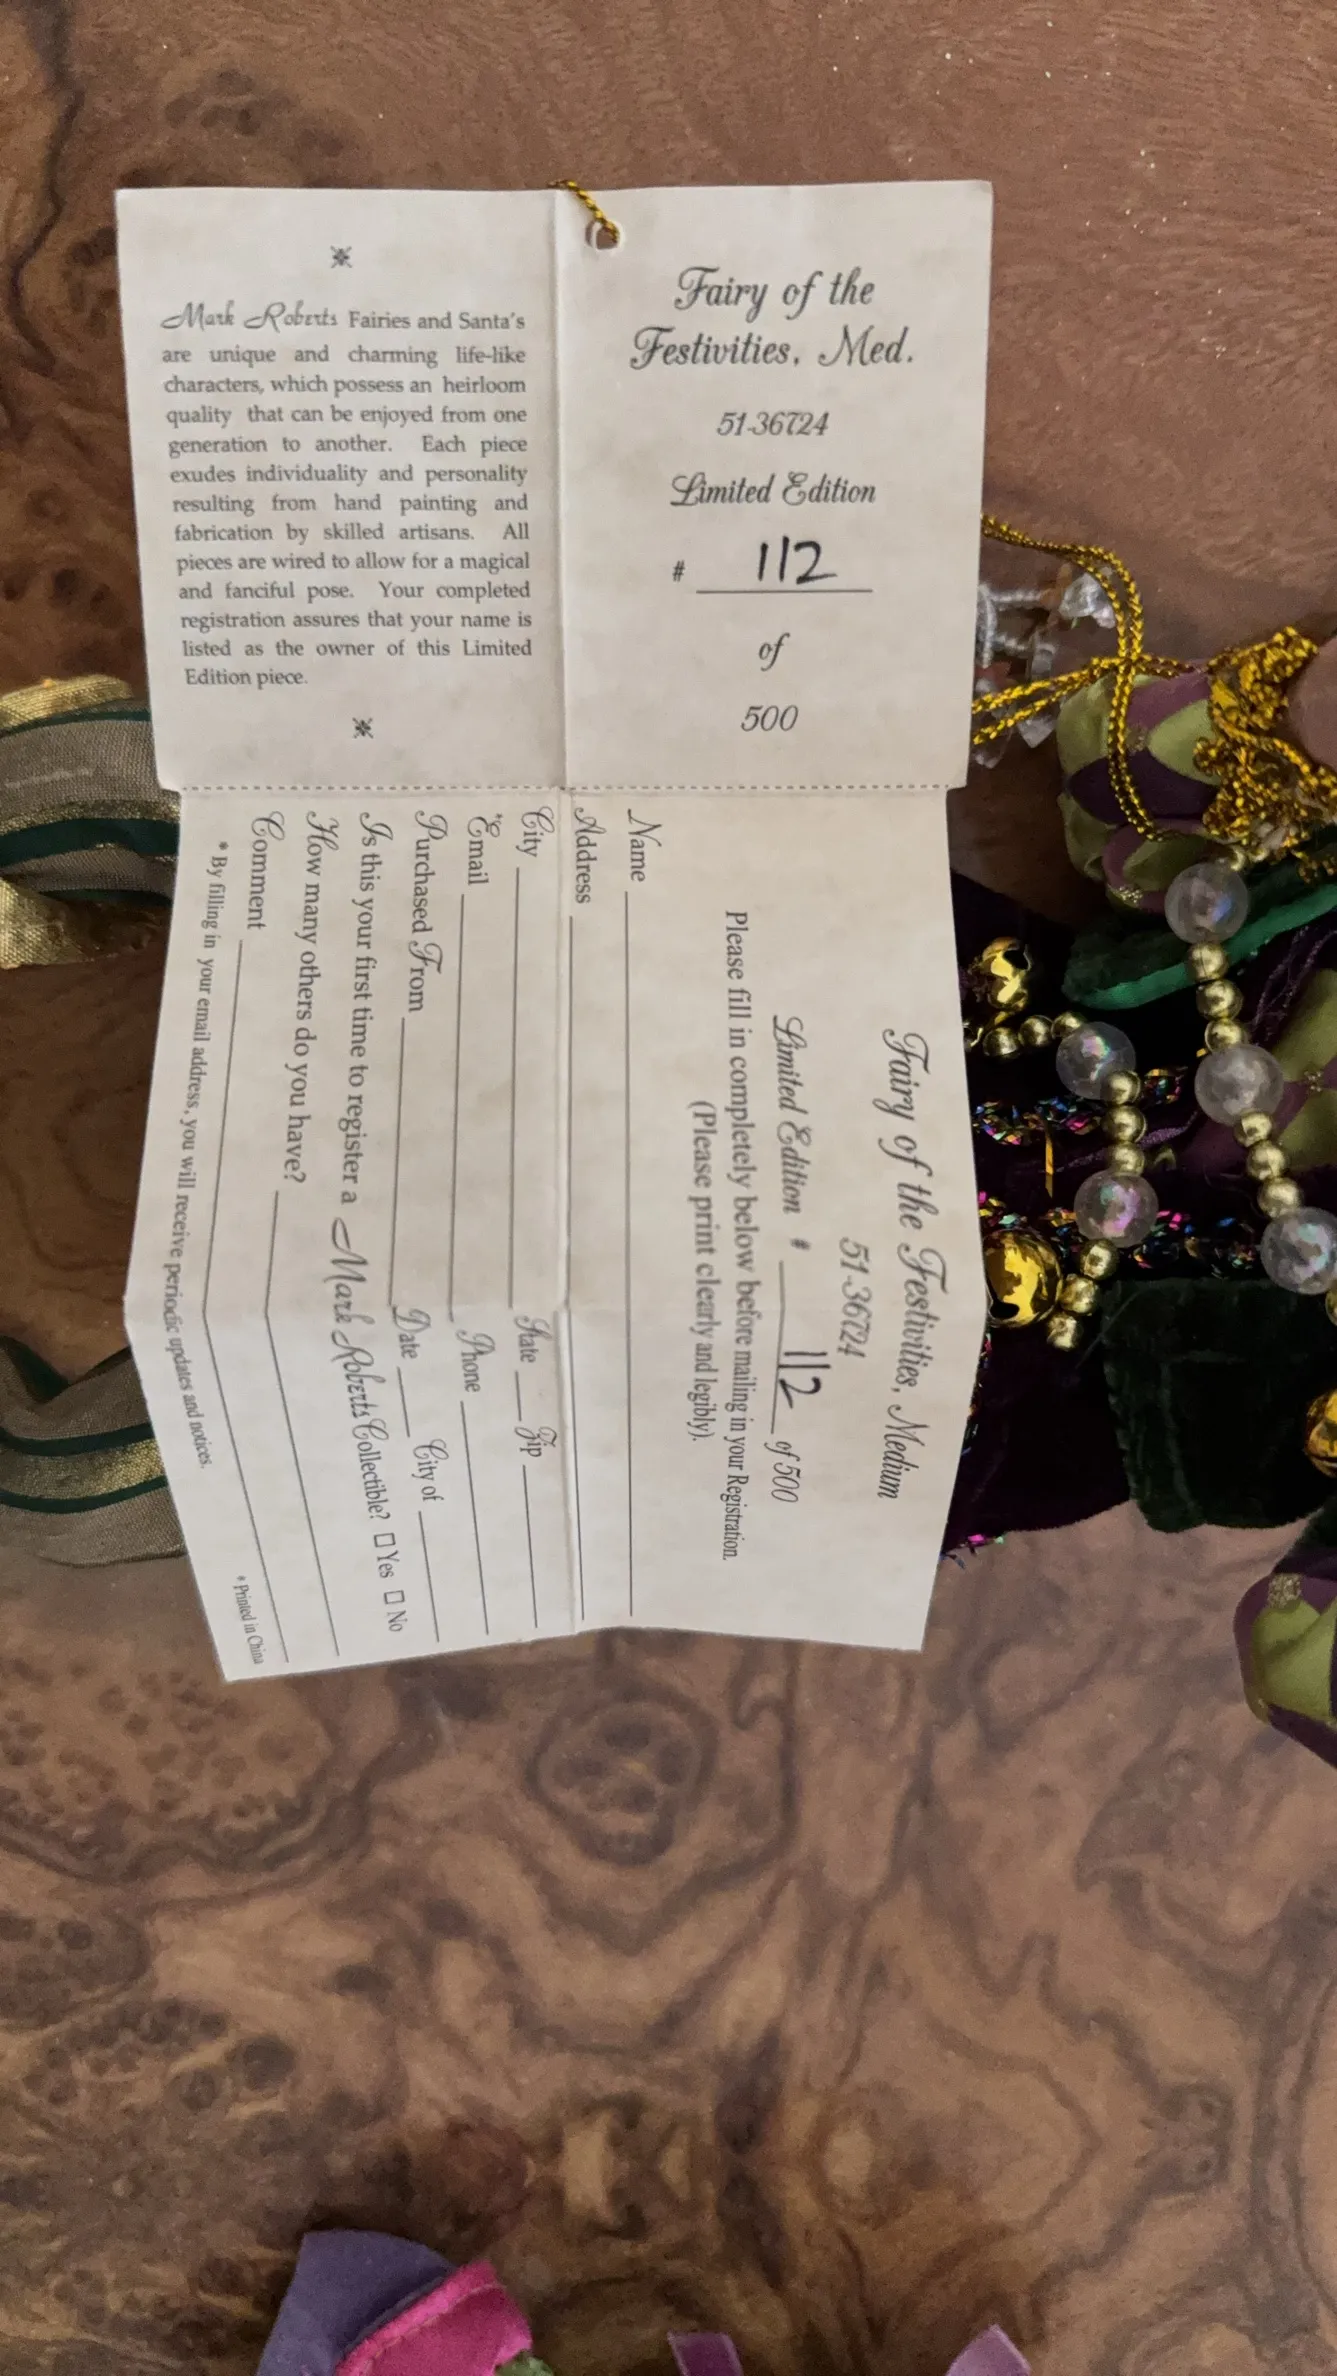 Mark Roberts Fairies and Santa's
are unique and charming life-like
characters, which possess an heirloom
quality that can be enjoyed from one
generation to another. Each piece
exudes individuality and personality
resulting from hand painting and
fabrication by skilled artisans. All
pieces are wired to allow for a magical
and fanciful pose. Your completed
registration assures that your name is
listed as the owner of this Limited
Edition piece.
Fairy of the
Festivities, Med.
51-36724
Limited Edition
# 112
of
500
Fairy of the Festivities, Medium
51-36724
Limited Edition # 112 of 500
Please fill in completely below before mailing in your Registration.
(Please print clearly and legibly).
Name
Address
City State Zip
*Email Phone
Purchased From Date City of
Is this your first time to register a Mark Roberts Collectible? □ Yes □ No
How many others do you have?
Comment
* By filling in your email address, you will receive periodic updates and notices.
* Printed in China